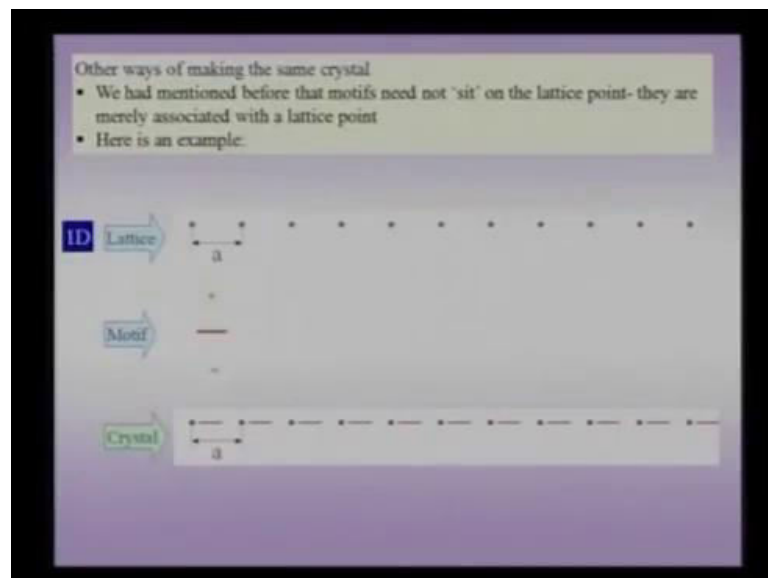 Other ways of making the same crystal
▪ We had mentioned before that motifs need not 'sit' on the lattice point- they are
merely associated with a lattice point
▪ Here is an example:
1D Lattice
a
+
Motif
Crystal
a